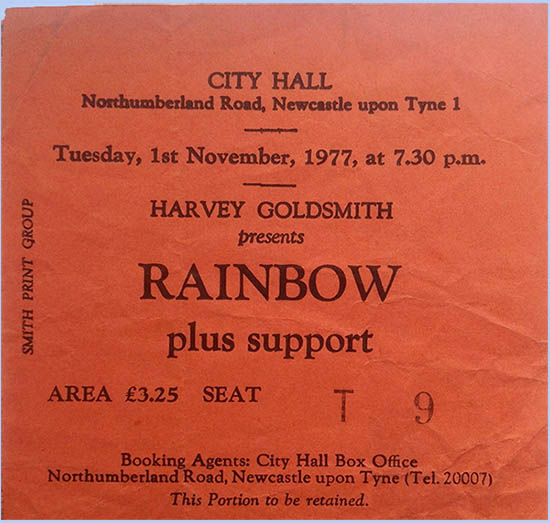 CITY HALL
Northumberland Road, Newcastle upon Tyne 1
Tuesday, 1st November, 1977, at 7.30 p.m.
HARVEY GOLDSMITH
presents
RAINBOW
plus support
AREA £3.25 SEAT T 9
Booking Agents: City Hall Box Office
Northumberland Road, Newcastle upon Tyne (Tel. 20007)
This Portion to be retained.
SMITH PRINT GROUP